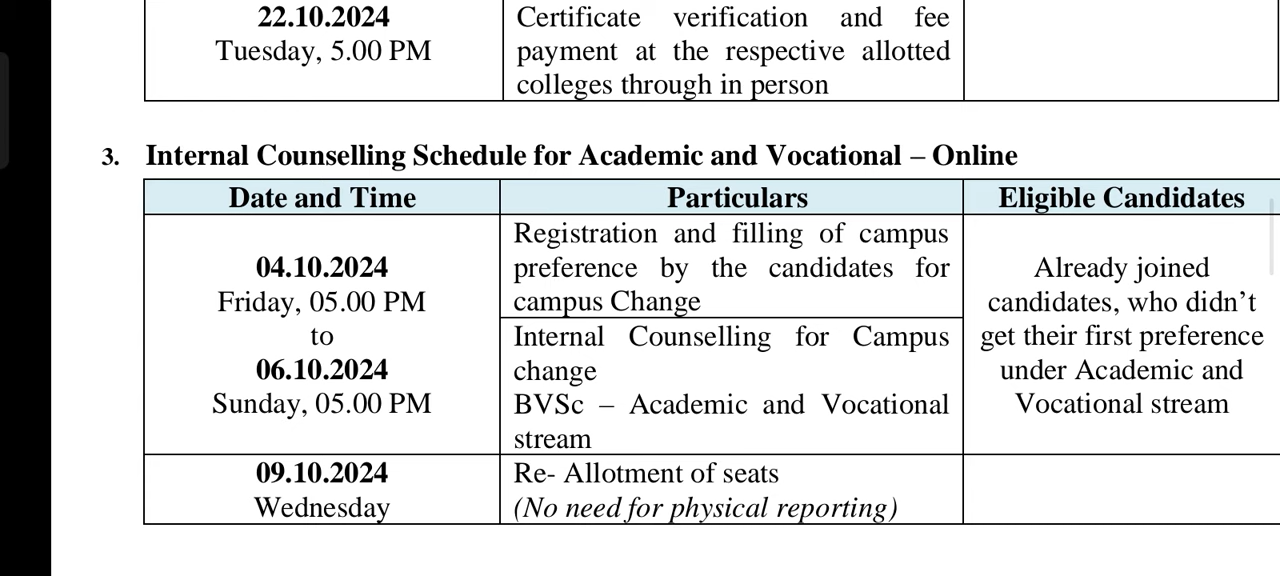 22.10.2024
Tuesday, 5.00 PM
Certificate verification and fee
payment at the respective allotted
colleges through in person
3. Internal Counselling Schedule for Academic and Vocational – Online
Date and Time
Particulars
Eligible Candidates
04.10.2024
Friday, 05.00 PM
to
06.10.2024
Sunday, 05.00 PM
Registration and filling of campus
preference by the candidates for
campus Change
Internal Counselling for Campus
change
BVSc – Academic and Vocational
stream
Already joined
candidates, who didn’t
get their first preference
under Academic and
Vocational stream
09.10.2024
Wednesday
Re- Allotment of seats
(No need for physical reporting)